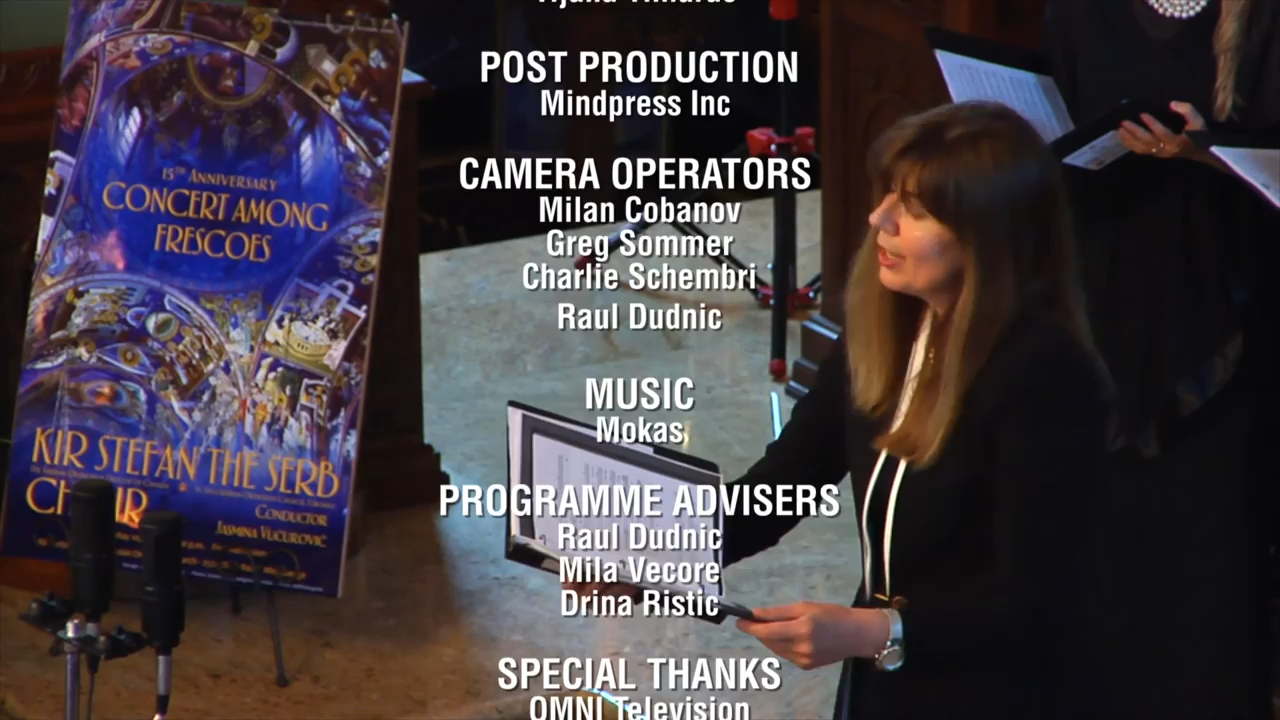 POST PRODUCTION
Mindpress Inc
CAMERA OPERATORS
Milan Cobanov
Greg Sommer
Charlie Schembri
Raul Dudnic
MUSIC
Mokas
PROGRAMME ADVISERS
Raul Dudnic
Mila Vecore
Drina Ristic
SPECIAL THANKS
OMNI Television
15TH ANNIVERSARY
CONCERT AMONG
FRESCOES
KIR STEFAN THE SERB
CONDUCTOR
JASMINA VUCUROVIC